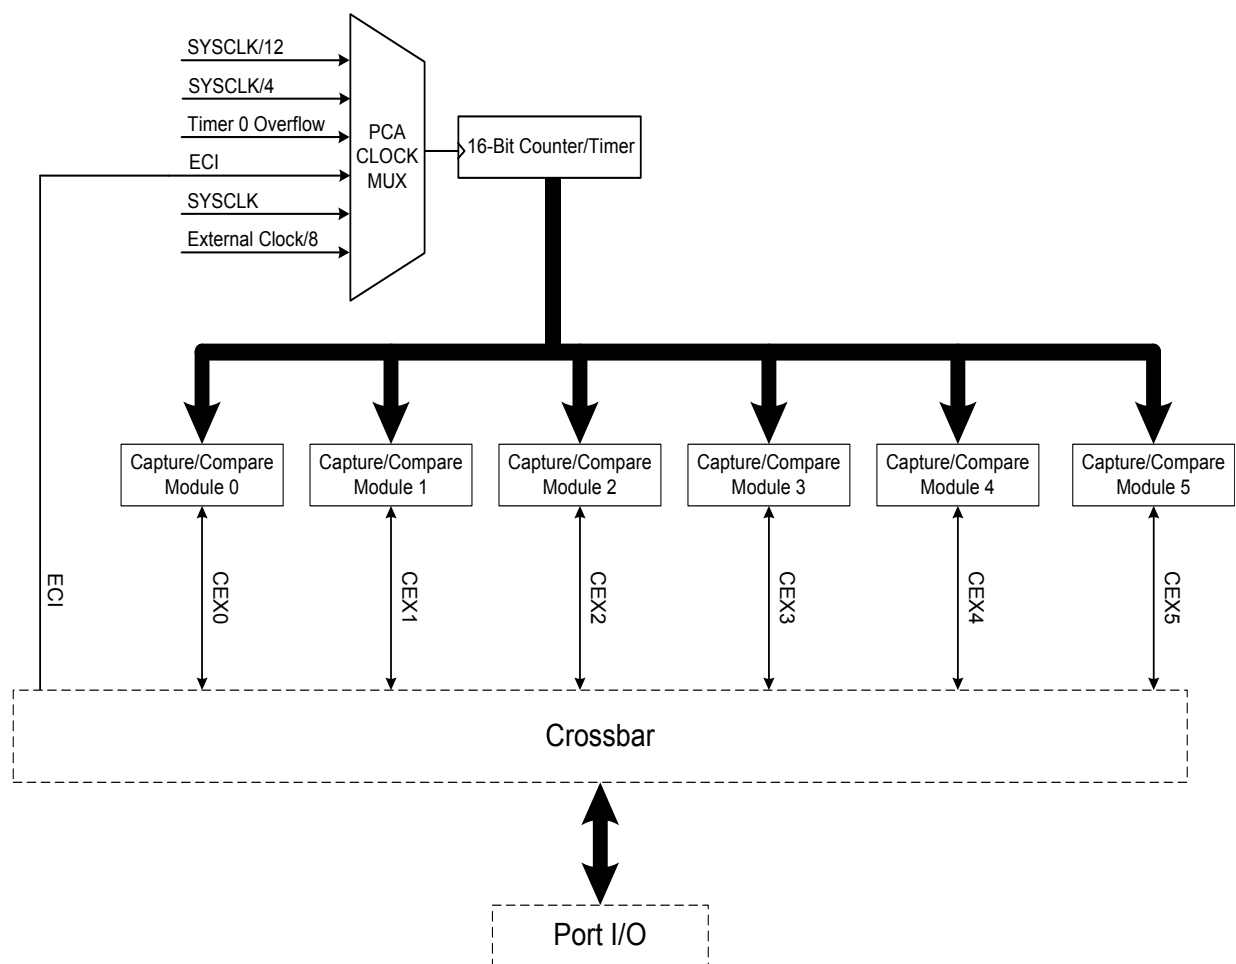 SYSCLK/12
SYSCLK/4
Timer 0 Overflow
ECI
SYSCLK
External Clock/8
PCA
CLOCK
MUX
16-Bit Counter/Timer
Capture/Compare
Module 0
Capture/Compare
Module 1
Capture/Compare
Module 2
Capture/Compare
Module 3
Capture/Compare
Module 4
Capture/Compare
Module 5
ECI
CEX0
CEX1
CEX2
CEX3
CEX4
CEX5
Crossbar
Port I/O